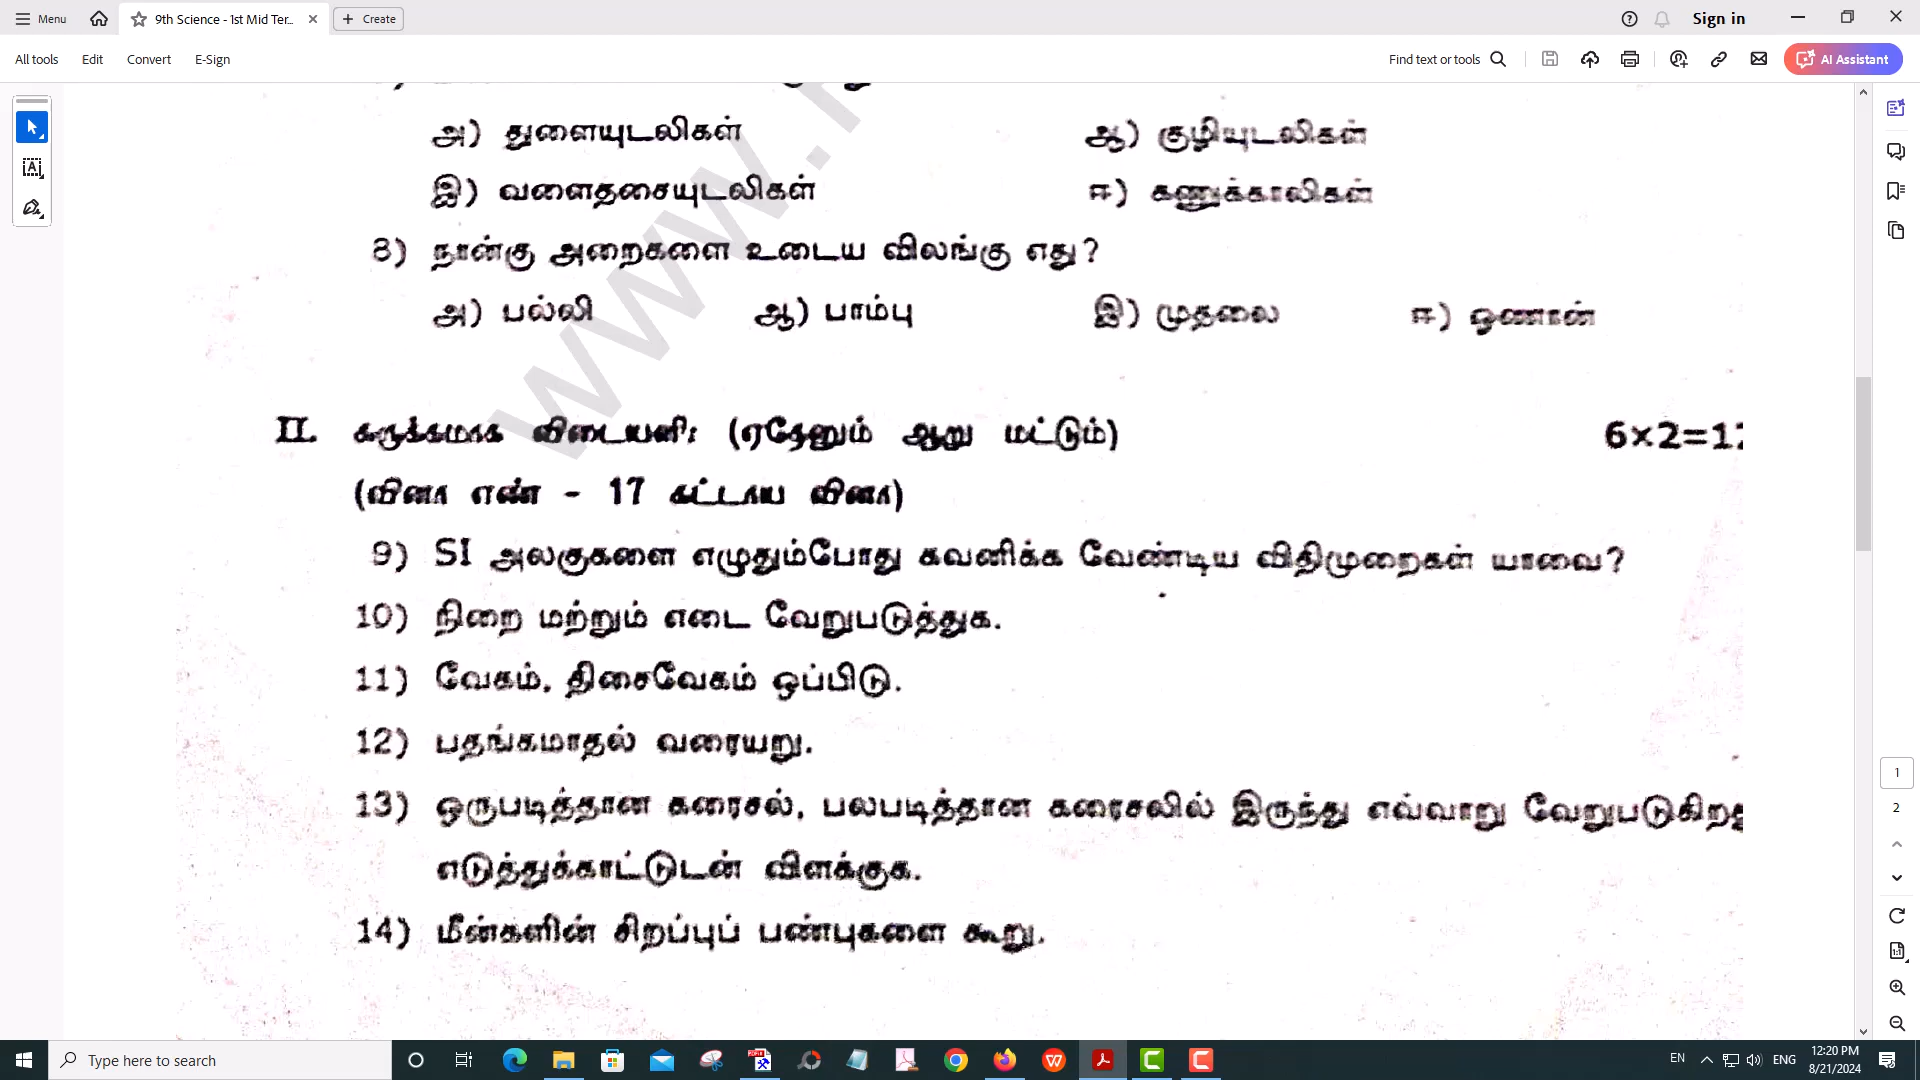 Menu
9th Science - 1st Mid Ter...
Create
Sign in
All tools Edit Convert E-Sign
Find text or tools
AI Assistant
அ) துளையுடலிகள் ஆ) குழியுடலிகள்
இ) வளைதசையுடலிகள் ஈ) கணுக்காலிகள்
8) நான்கு அறைகளை உடைய விலங்கு எது?
அ) பல்லி ஆ) பாம்பு இ) முதலை ஈ) ஓணான்
II. சுருக்கமாக விடையளி: (ஏதேனும் ஆறு மட்டும்) 6×2=12
(வினா எண் - 17 கட்டாய வினா)
9) SI அலகுகளை எழுதும்போது கவனிக்க வேண்டிய விதிமுறைகள் யாவை?
10) நிறை மற்றும் எடை வேறுபடுத்துக.
11) வேகம், திசைவேகம் ஒப்பிடு.
12) பதங்கமாதல் வரையறு.
13) ஒருபடித்தான கரைசல், பலபடித்தான கரைசலில் இருந்து எவ்வாறு
எடுத்துக்காட்டுடன் விளக்குக.
14) மீன்களின் சிறப்புப் பண்புகளை கூறு.
www.
1
2
Type here to search
EN
ENG
12:20 PM
8/21/2024